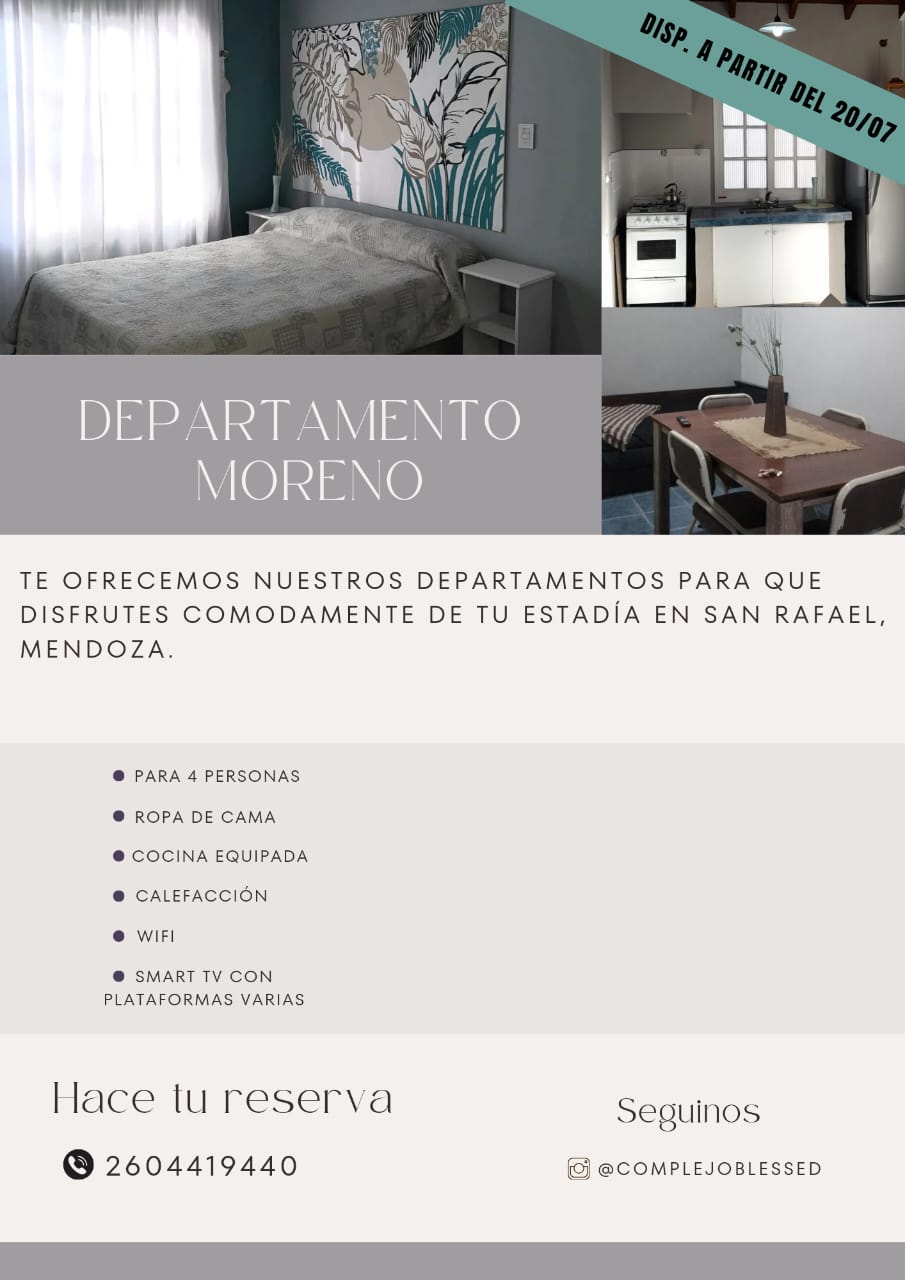 DISP. A PARTIR DEL 20/07
DEPARTAMENTO
MORENO
TE OFRECEMOS NUESTROS DEPARTAMENTOS PARA QUE
DISFRUTES COMODAMENTE DE TU ESTADÍA EN SAN RAFAEL,
MENDOZA.
PARA 4 PERSONAS
ROPA DE CAMA
COCINA EQUIPADA
CALEFACCIÓN
WIFI
SMART TV CON
PLATAFORMAS VARIAS
Hace tu reserva
2604419440
Seguinos
@COMPLEJOBLESSED